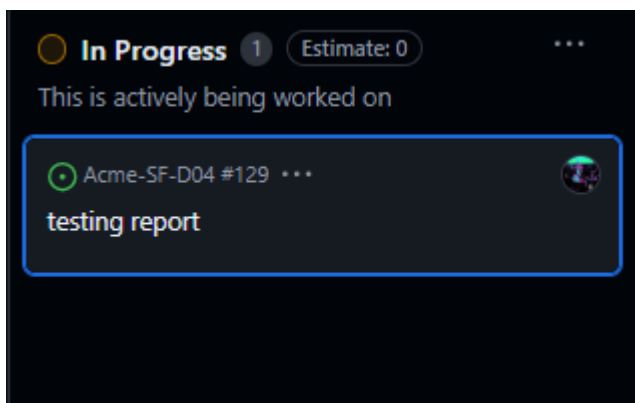 In Progress 1 Estimate: 0 ...
This is actively being worked on
Acme-SF-D04 #129 ...
testing report